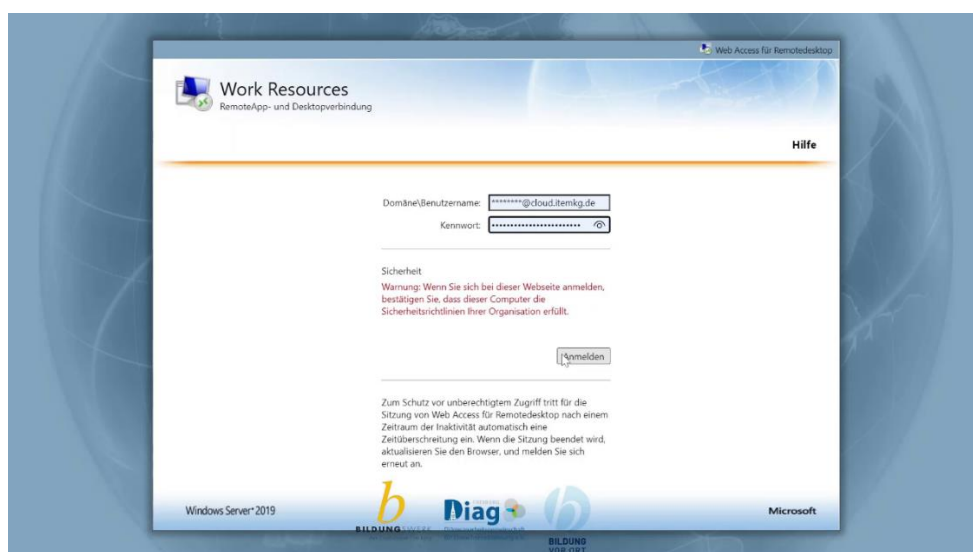 Web Access für Remotedesktop
Work Resources
RemoteApp- und Desktopverbindung
Hilfe
Domäne\Benutzername: ********@cloud.itemkg.de
Kennwort: ••••••••••••••••••••••••
Sicherheit
Warnung: Wenn Sie sich bei dieser Webseite anmelden,
bestätigen Sie, dass dieser Computer die
Sicherheitsrichtlinien Ihrer Organisation erfüllt.
Anmelden
Zum Schutz vor unberechtigtem Zugriff tritt für die
Sitzung von Web Access für Remotedesktop nach einem
Zeitraum der Inaktivität automatisch eine
Zeitüberschreitung ein. Wenn die Sitzung beendet wird,
aktualisieren Sie den Browser, und melden Sie sich
erneut an.
b
Diag
b
Windows Server® 2019
Microsoft
BILDUNGSWERK
BILDUNG
VOR ORT